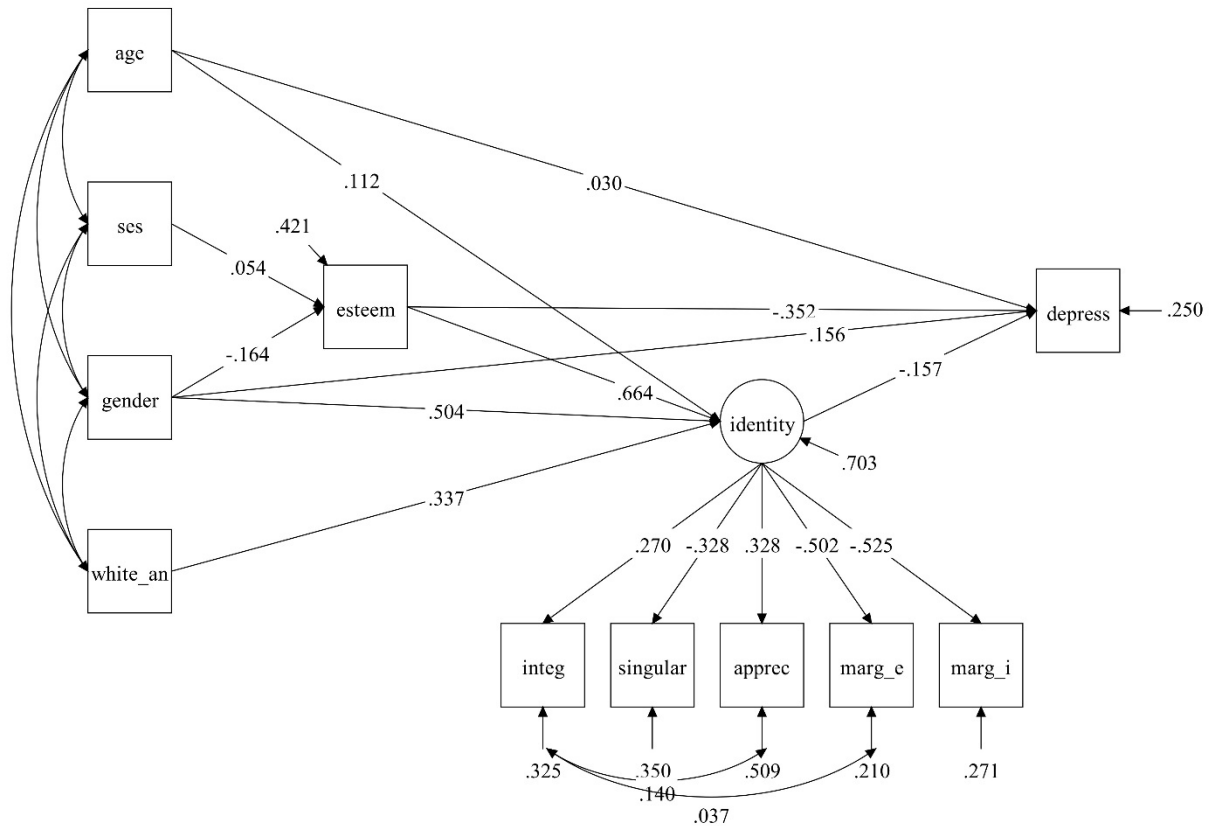 age
.112
.030
ses
.421
.054
esteem
-.352
depress
.250
.156
-.164
-.157
gender
.664
.504
identity
.703
.337
white_an
.270
-.328
.328
-.502
-.525
integ
singular
apprec
marg_e
marg_i
.325
.350
.509
.210
.271
.140
.037